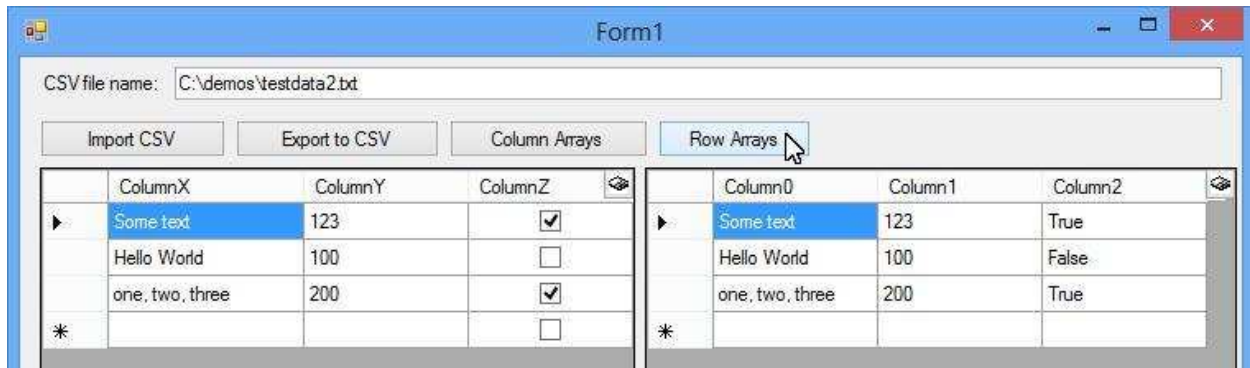 Form1
CSV file name: C:\demos\testdata2.txt
Import CSV Export to CSV Column Arrays Row Arrays
ColumnX ColumnY ColumnZ Column0 Column1 Column2
Some text 123 Some text 123 True
Hello World 100 Hello World 100 False
one, two, three 200 one, two, three 200 True